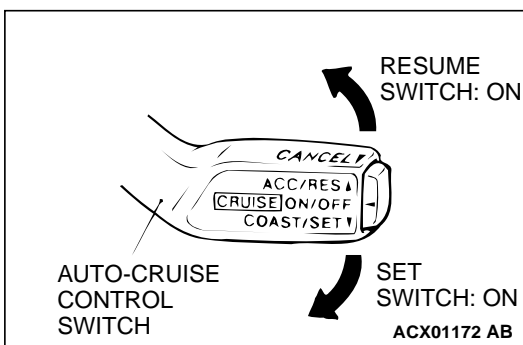 RESUME
SWITCH: ON
CANCEL▼
ACC/RES▲
CRUISE ON/OFF
COAST/SET▼
AUTO-CRUISE
CONTROL
SWITCH
SET
SWITCH: ON
ACX01172 AB